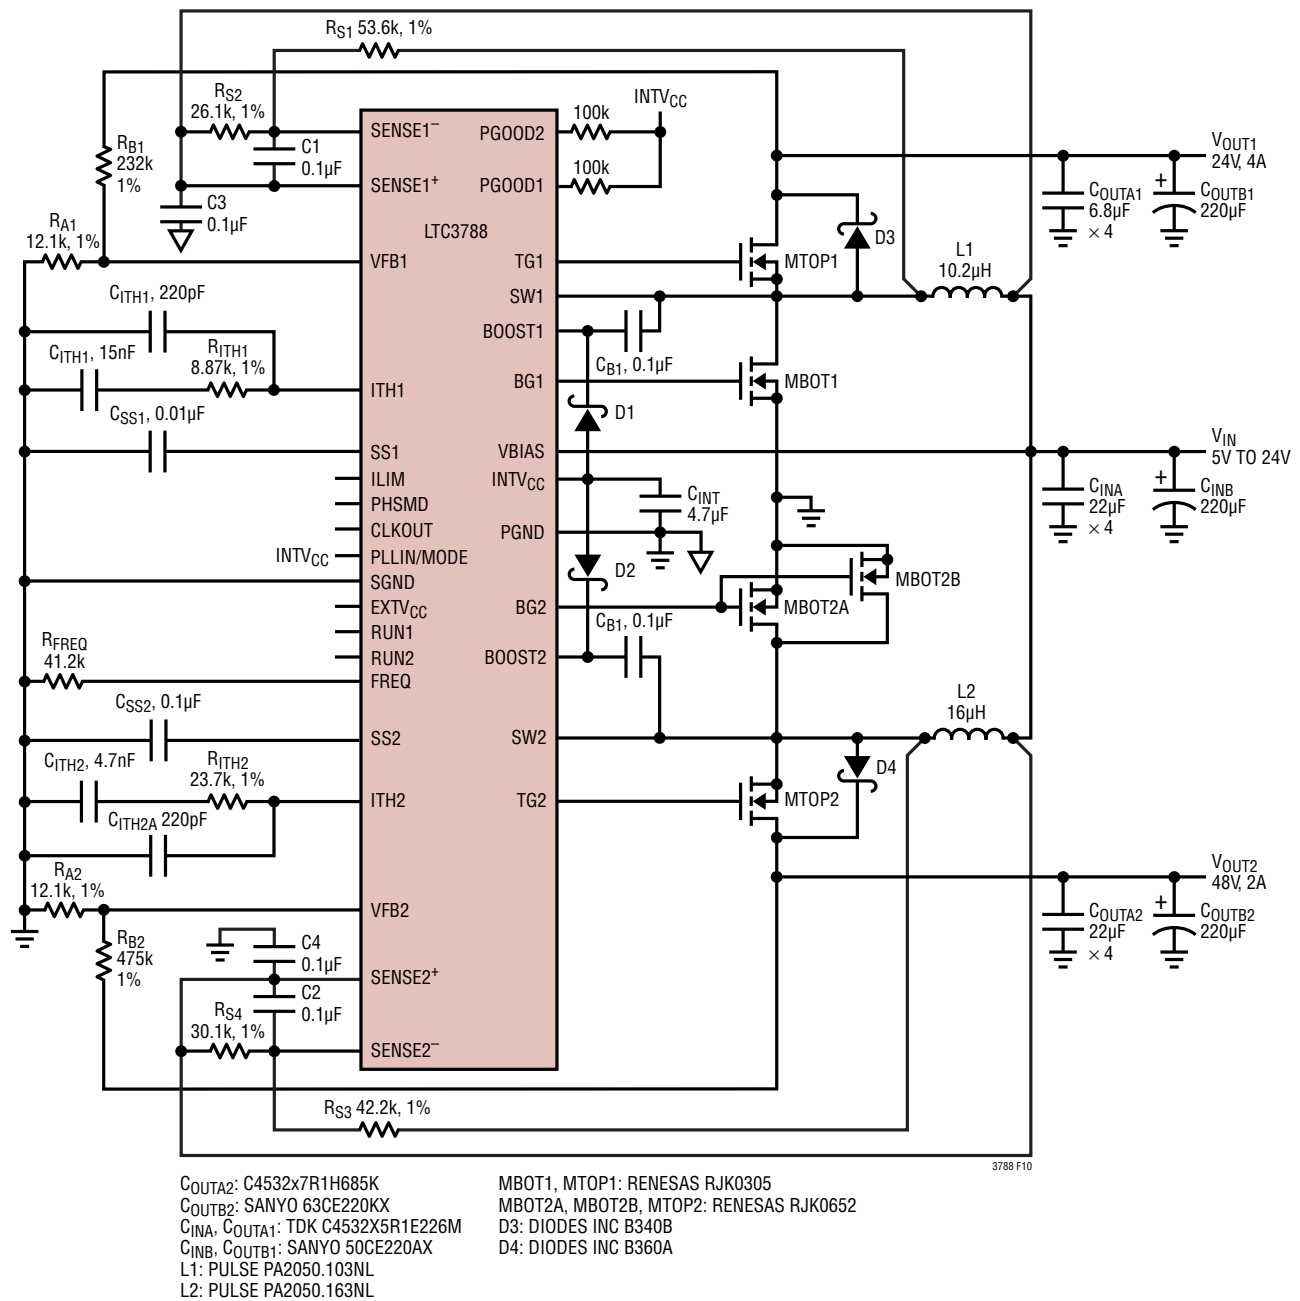 RS1 53.6k, 1%
RS2
26.1k, 1%
RB1
232k
1%
C1
0.1µF
C3
0.1µF
RA1
12.1k, 1%
CITH1, 220pF
CITH1, 15nF
RITH1
8.87k, 1%
CSS1, 0.01µF
INTVCC
RFREQ
41.2k
CSS2, 0.1µF
CITH2, 4.7nF
RITH2
23.7k, 1%
CITH2A 220pF
RA2
12.1k, 1%
RB2
475k
1%
C4
0.1µF
C2
0.1µF
RS4
30.1k, 1%
RS3 42.2k, 1%
LTC3788
SENSE1–
SENSE1+
VFB1
ITH1
SS1
ILIM
PHSMD
CLKOUT
PLLIN/MODE
SGND
EXTVCC
RUN1
RUN2
FREQ
SS2
ITH2
VFB2
SENSE2+
SENSE2–
PGOOD2
PGOOD1
TG1
SW1
BOOST1
BG1
VBIAS
INTVCC
PGND
BG2
BOOST2
SW2
TG2
100k
INTVCC
100k
CB1, 0.1µF
D1
CINT
4.7µF
D2
CB1, 0.1µF
MTOP1
D3
MBOT1
MBOT2B
MBOT2A
MTOP2
D4
L1
10.2µH
L2
16µH
VOUT1
24V, 4A
COUTA1
6.8µF
× 4
COUTB1
220µF
VIN
5V TO 24V
CINA
22µF
× 4
CINB
220µF
VOUT2
48V, 2A
COUTA2
22µF
× 4
COUTB2
220µF
3788 F10
COUTA2: C4532x7R1H685K
COUTB2: SANYO 63CE220KX
CINA, COUTA1: TDK C4532X5R1E226M
CINB, COUTB1: SANYO 50CE220AX
L1: PULSE PA2050.103NL
L2: PULSE PA2050.163NL
MBOT1, MTOP1: RENESAS RJK0305
MBOT2A, MBOT2B, MTOP2: RENESAS RJK0652
D3: DIODES INC B340B
D4: DIODES INC B360A